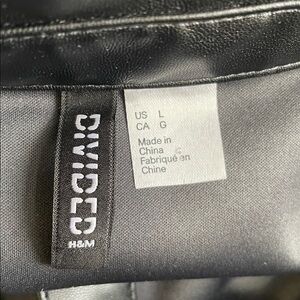 DIVIDED
H&M
US L
CA G
Made in
China
Fabriqué en
Chine